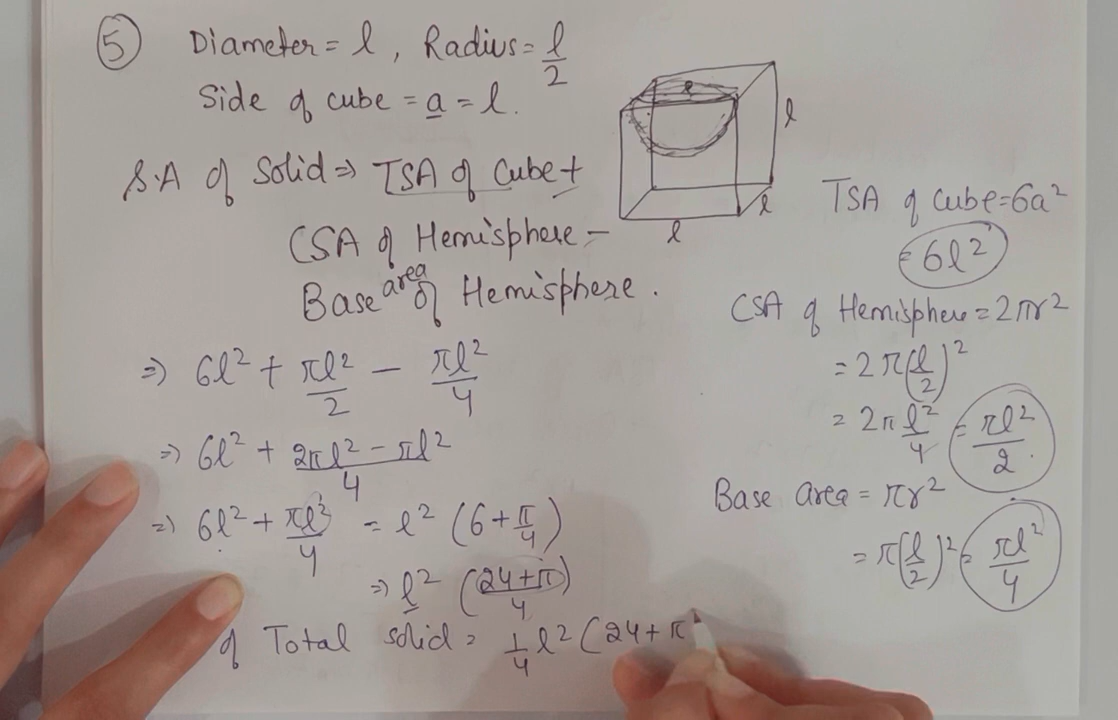 ⑤ Diameter = l, Radius = l/2
Side of cube = a = l.
S.A of Solid ⇒ TSA of Cube +
CSA of Hemisphere –
Base area of Hemisphere.
⇒ 6l² + πl²/2 – πl²/4
⇒ 6l² + (2πl² – πl²)/4
⇒ 6l² + πl²/4 = l² (6 + π/4)
⇒ l² ((24+π)/4)
of Total solid = 1/4 l² (24 + π
l
l
l
l
TSA of cube = 6a²
= 6l²
CSA of Hemisphere = 2πr²
= 2π(l/2)²
= 2π l²/4 = πl²/2
Base area = πr²
= π(l/2)² = πl²/4